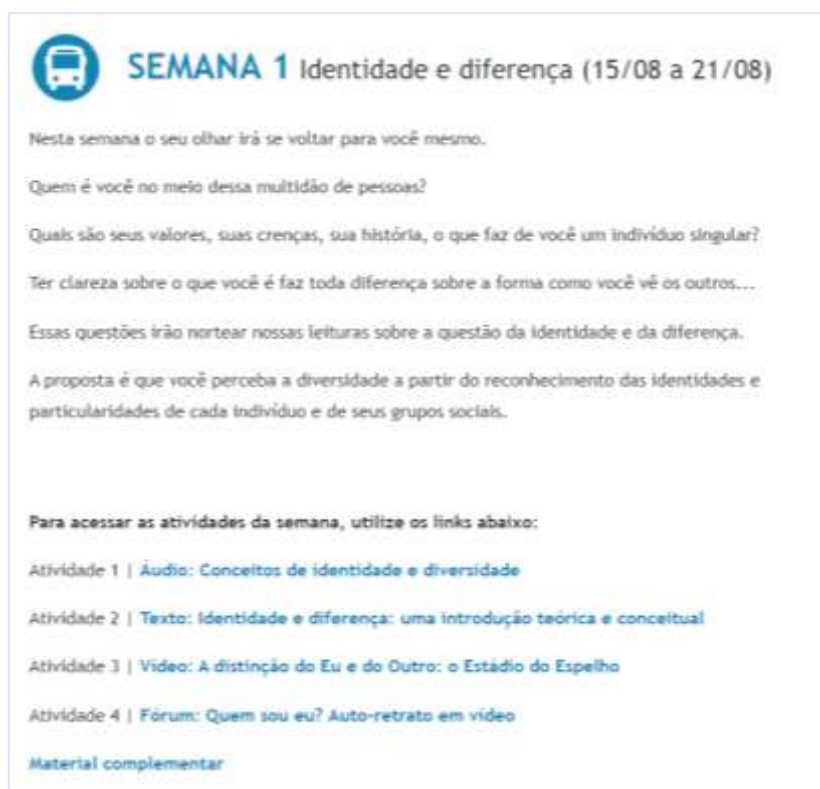 SEMANA 1 Identidade e diferença (15/08 a 21/08)
Nesta semana o seu olhar irá se voltar para você mesmo.
Quem é você no meio dessa multidão de pessoas?
Quais são seus valores, suas crenças, sua história, o que faz de você um indivíduo singular?
Ter clareza sobre o que você é faz toda diferença sobre a forma como você vê os outros...
Essas questões irão nortear nossas leituras sobre a questão da identidade e da diferença.
A proposta é que você perceba a diversidade a partir do reconhecimento das identidades e
particularidades de cada indivíduo e de seus grupos sociais.
Para acessar as atividades da semana, utilize os links abaixo:
Atividade 1 | Áudio: Conceitos de identidade e diversidade
Atividade 2 | Texto: Identidade e diferença: uma introdução teórica e conceitual
Atividade 3 | Vídeo: A distinção do Eu e do Outro: o Estádio do Espelho
Atividade 4 | Fórum: Quem sou eu? Auto-retrato em vídeo
Material complementar